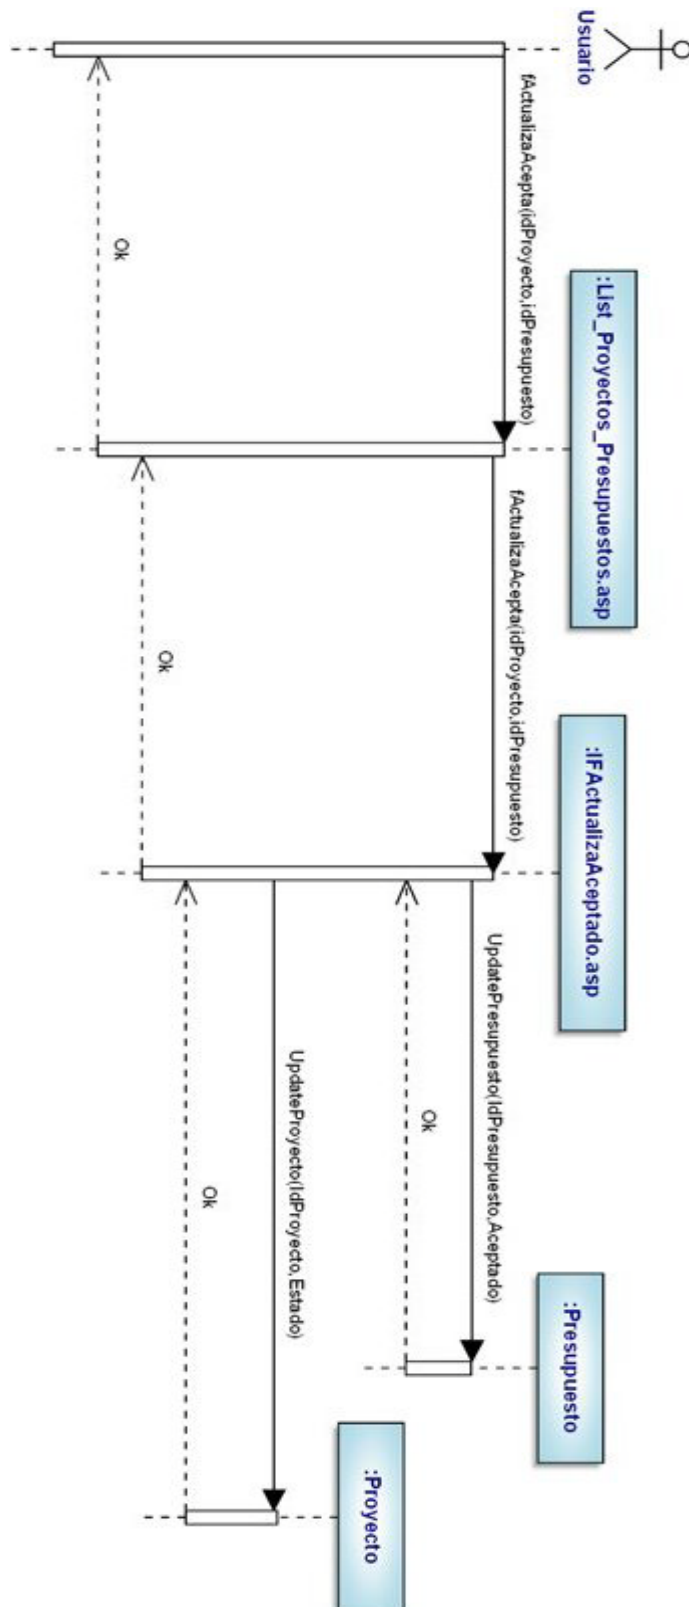 Usuario
:List_Proyectos_Presupuestos.asp
:IFActualizaAceptado.asp
:Presupuesto
:Proyecto
fActualizaAcepta(idProyecto,idPresupuesto)
fActualizaAcepta(idProyecto,idPresupuesto)
UpdatePresupuesto(IdPresupuesto,Aceptado)
Ok
UpdateProyecto(IdProyecto,Estado)
Ok
Ok
Ok